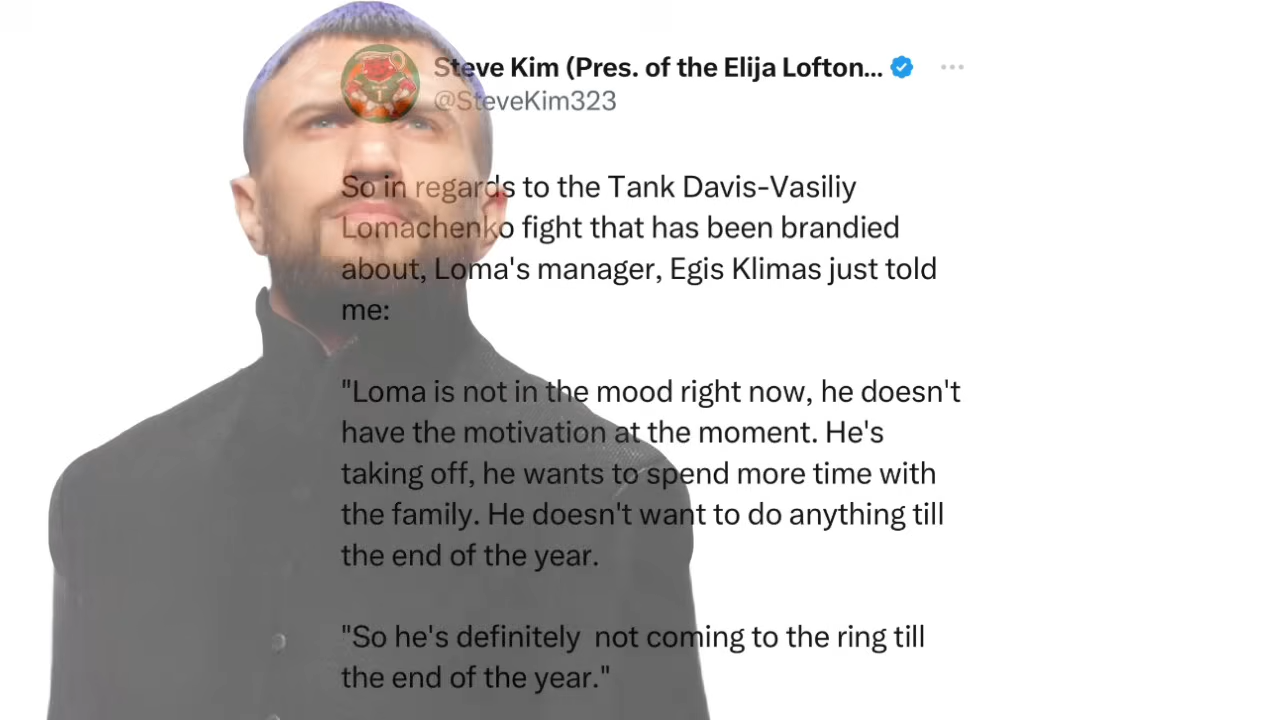 Steve Kim (Pres. of the Elija Lofton...
@SteveKim323
So in regards to the Tank Davis-Vasiliy
Lomachenko fight that has been brandied
about, Loma's manager, Egis Klimas just told
me:
"Loma is not in the mood right now, he doesn't
have the motivation at the moment. He's
taking off, he wants to spend more time with
the family. He doesn't want to do anything till
the end of the year.
"So he's definitely  not coming to the ring till
the end of the year."